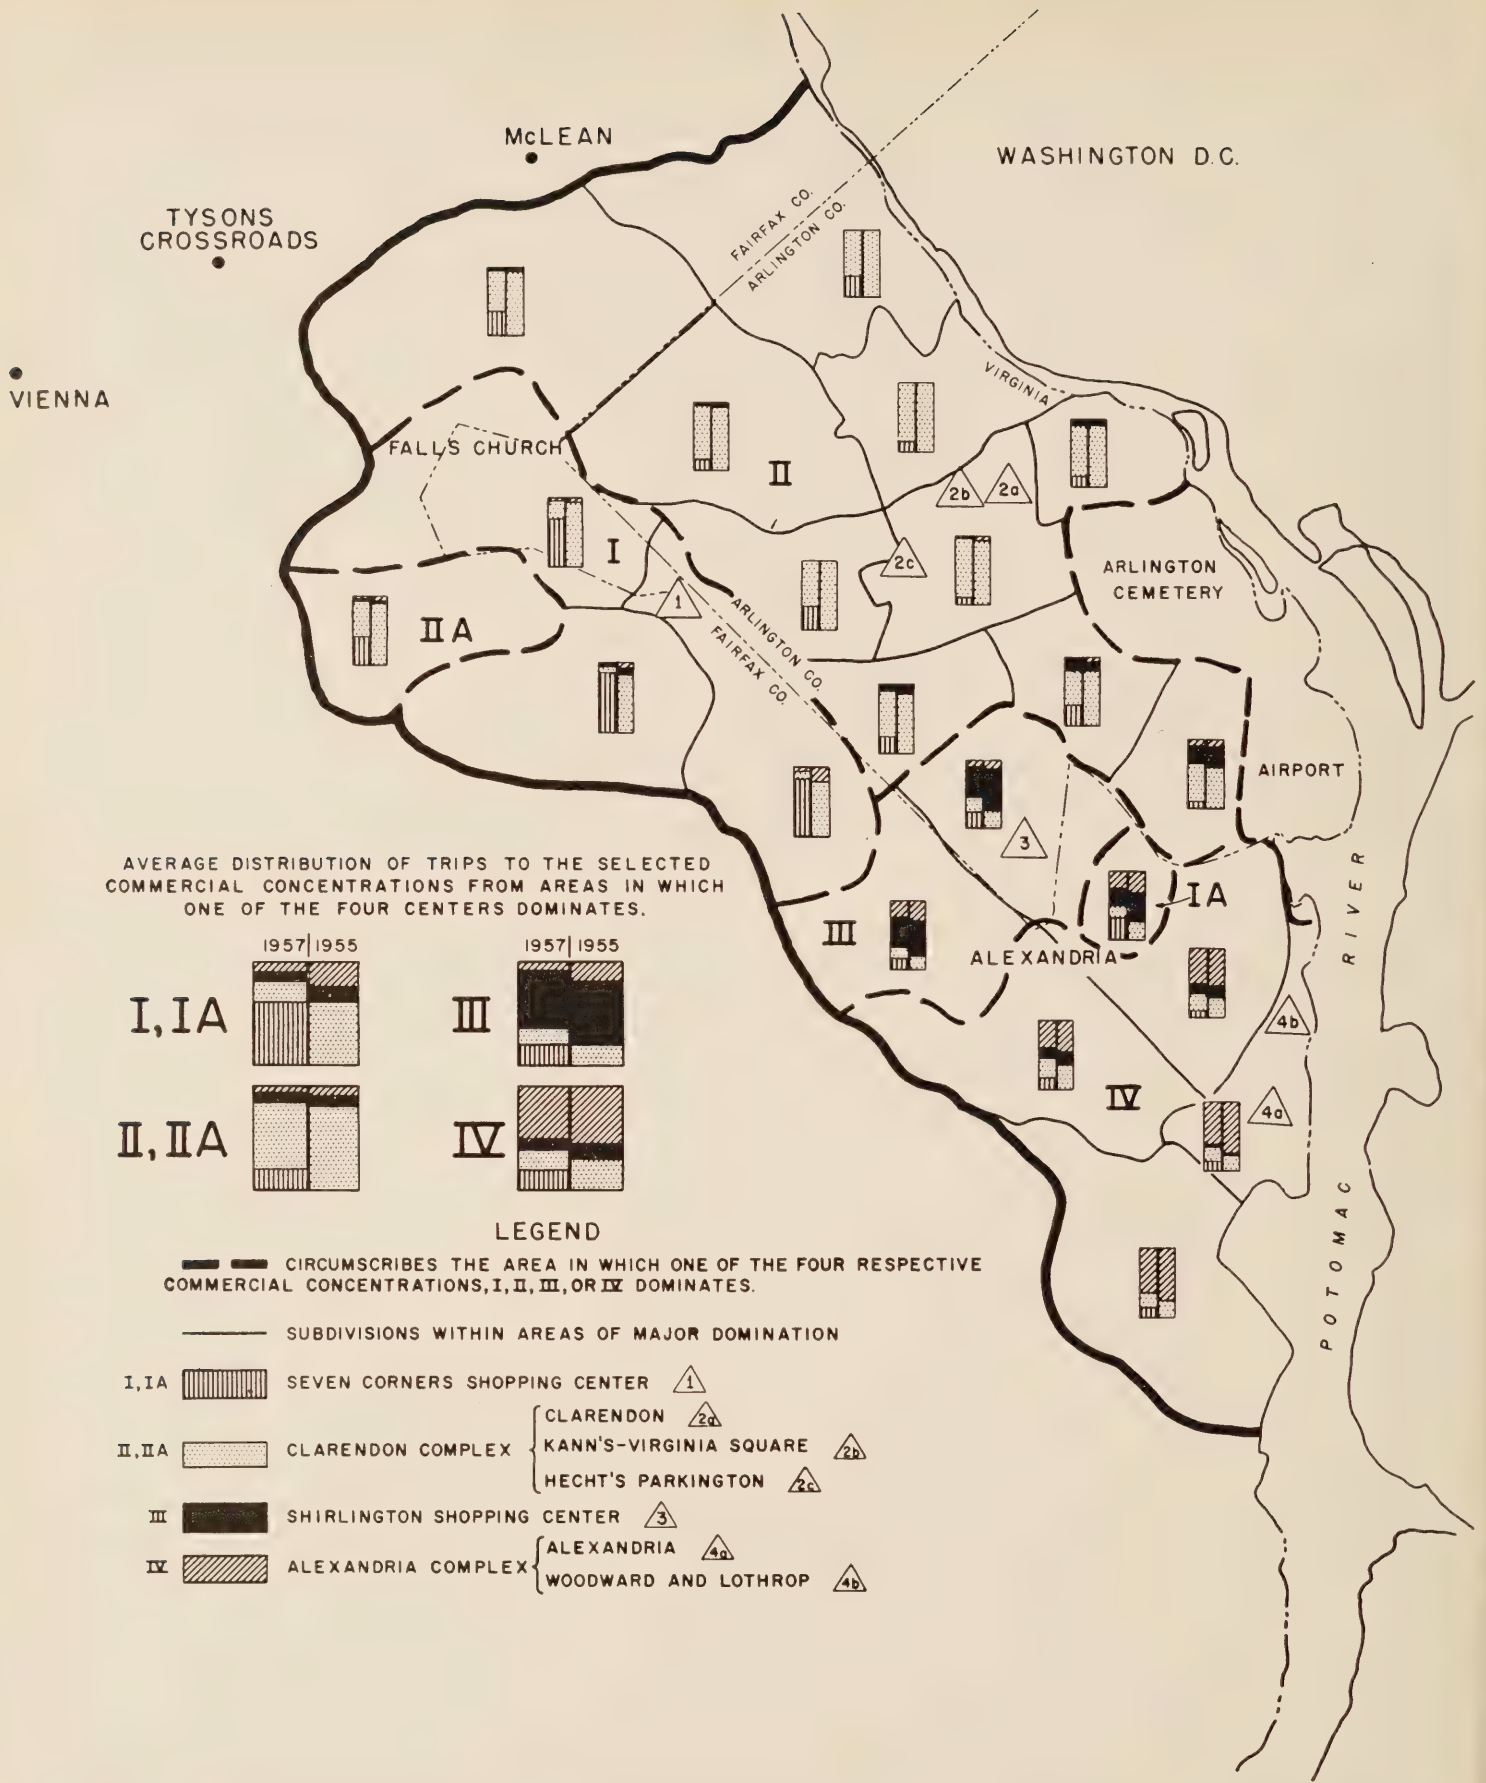 McLEAN
WASHINGTON D.C.
TYSONS
CROSSROADS
FAIRFAX CO.
ARLINGTON CO.
VIENNA
VIRGINIA
FALLS CHURCH
II
2b
2a
I
2c
ARLINGTON
CEMETERY
1
IIA
ARLINGTON CO.
FAIRFAX CO.
AIRPORT
3
IA
III
ALEXANDRIA
RIVER
4b
IV
4a
POTOMAC
AVERAGE DISTRIBUTION OF TRIPS TO THE SELECTED
COMMERCIAL CONCENTRATIONS FROM AREAS IN WHICH
ONE OF THE FOUR CENTERS DOMINATES.
1957|1955
1957|1955
I, IA
III
II, IIA
IV
LEGEND
CIRCUMSCRIBES THE AREA IN WHICH ONE OF THE FOUR RESPECTIVE
COMMERCIAL CONCENTRATIONS, I, II, III, OR IV DOMINATES.
SUBDIVISIONS WITHIN AREAS OF MAJOR DOMINATION
I, IA SEVEN CORNERS SHOPPING CENTER 1
CLARENDON 2a
II, IIA CLARENDON COMPLEX KANN'S-VIRGINIA SQUARE 2b
HECHT'S PARKINGTON 2c
III SHIRLINGTON SHOPPING CENTER 3
ALEXANDRIA 4a
IV ALEXANDRIA COMPLEX
WOODWARD AND LOTHROP 4b